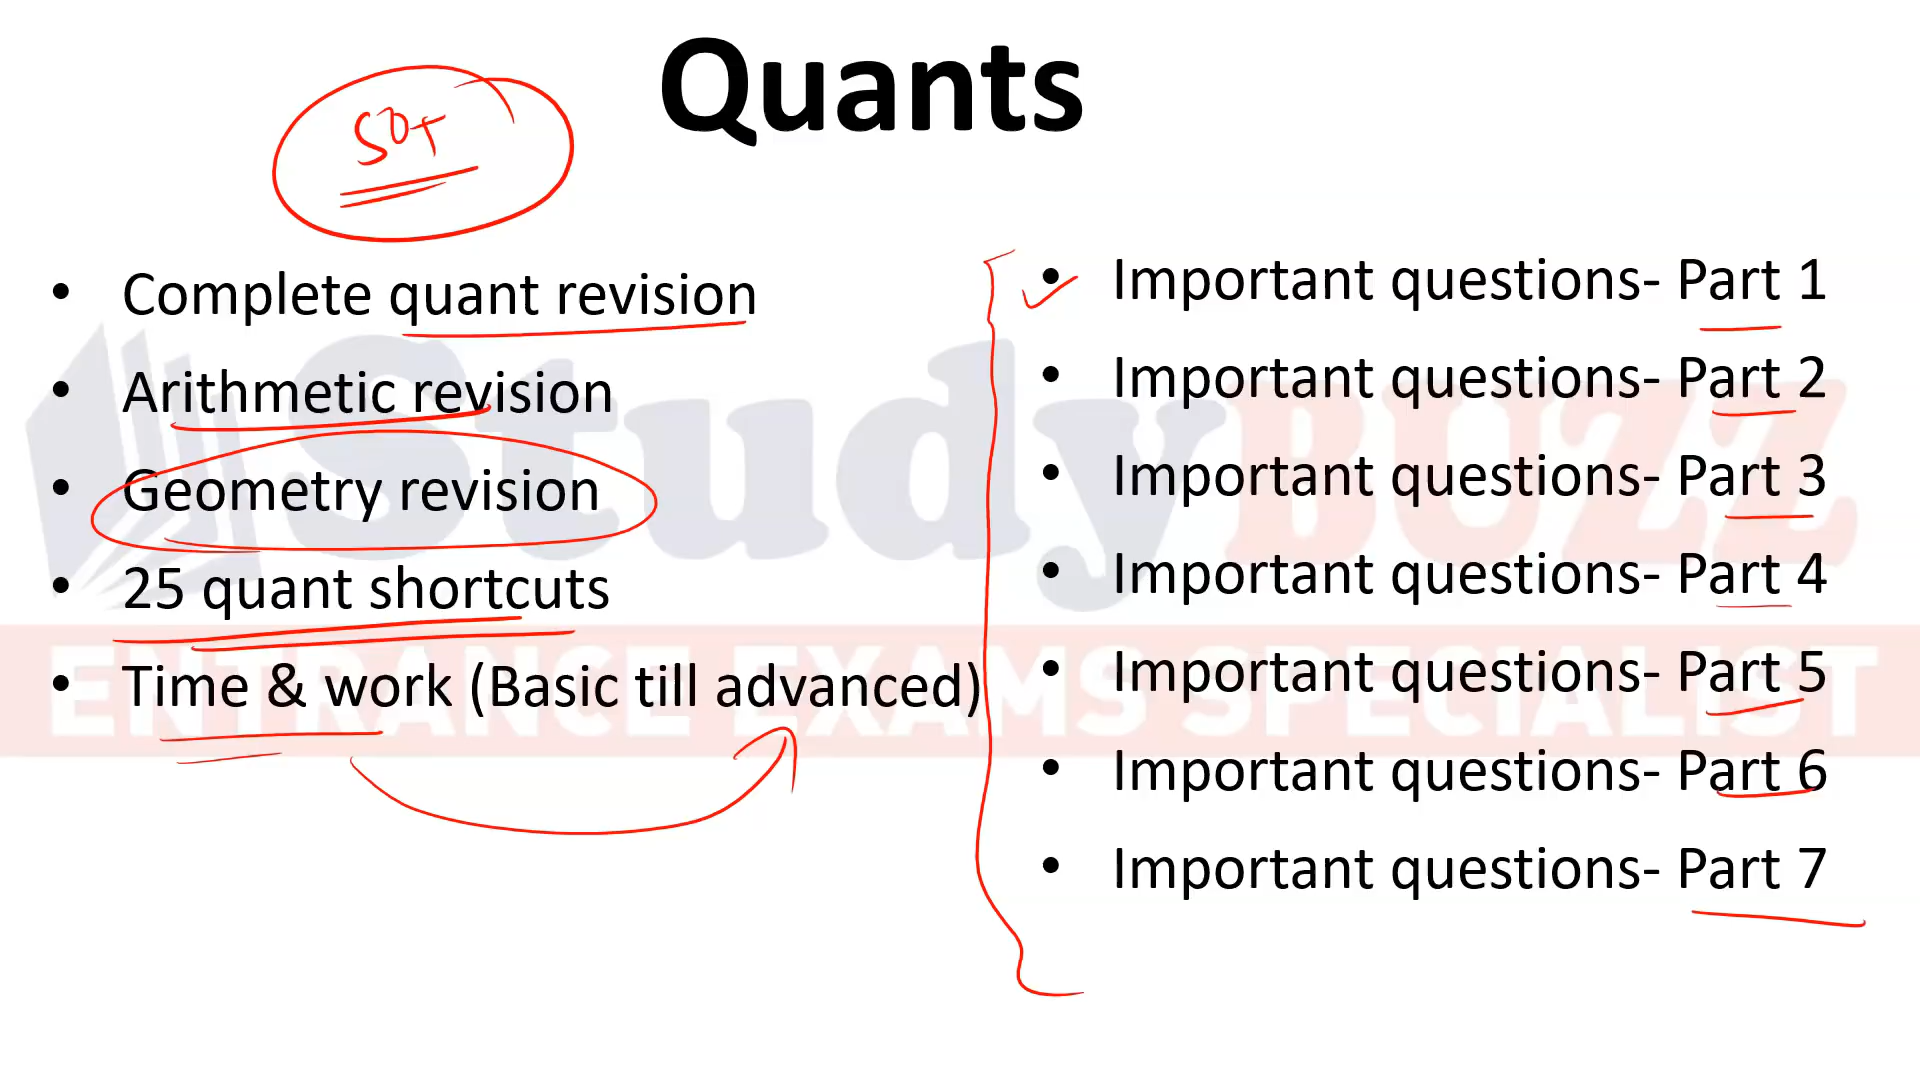 Quants
50+
• Complete quant revision
• Arithmetic revision
• Geometry revision
• 25 quant shortcuts
• Time & work (Basic till advanced)
• Important questions- Part 1
• Important questions- Part 2
• Important questions- Part 3
• Important questions- Part 4
• Important questions- Part 5
• Important questions- Part 6
• Important questions- Part 7
StudyBUZZ
ENTRANCE EXAMS SPECIALIST